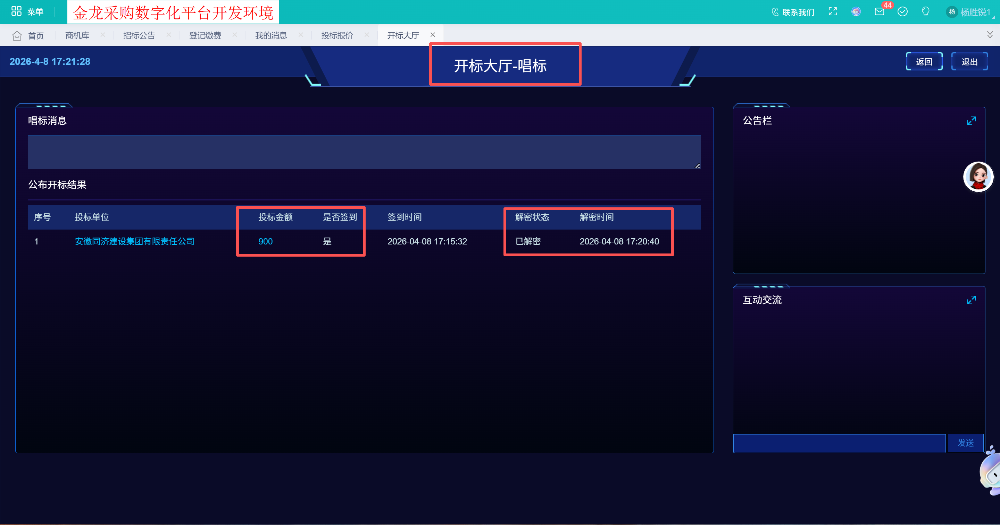 菜单
金龙采购数字化平台开发环境
联系我们
44
杨
杨胜锐1
首页
商机库
招标公告
登记缴费
我的消息
投标报价
开标大厅
2026-4-8 17:21:28
开标大厅-唱标
返回
退出
唱标消息
公布开标结果
序号 投标单位 投标金额 是否签到 签到时间 解密状态 解密时间
1 安徽同济建设集团有限责任公司 900 是 2026-04-08 17:15:32 已解密 2026-04-08 17:20:40
公告栏
互动交流
发送